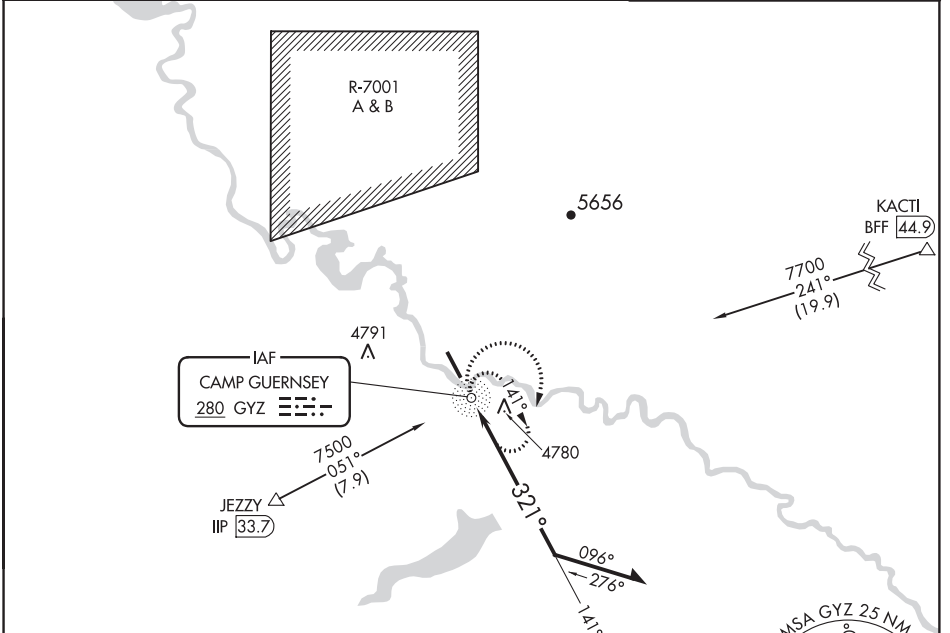 R-7001
A & B
5656
KACTI
BFF 44.9
7700
241°
(19.9)
4791
IAF
CAMP GUERNSEY
280 GYZ
141°
4780
7500
051°
(7.9)
JEZZY
IIP 33.7
321°
096°
276°
141°
MSA GYZ 25 NM